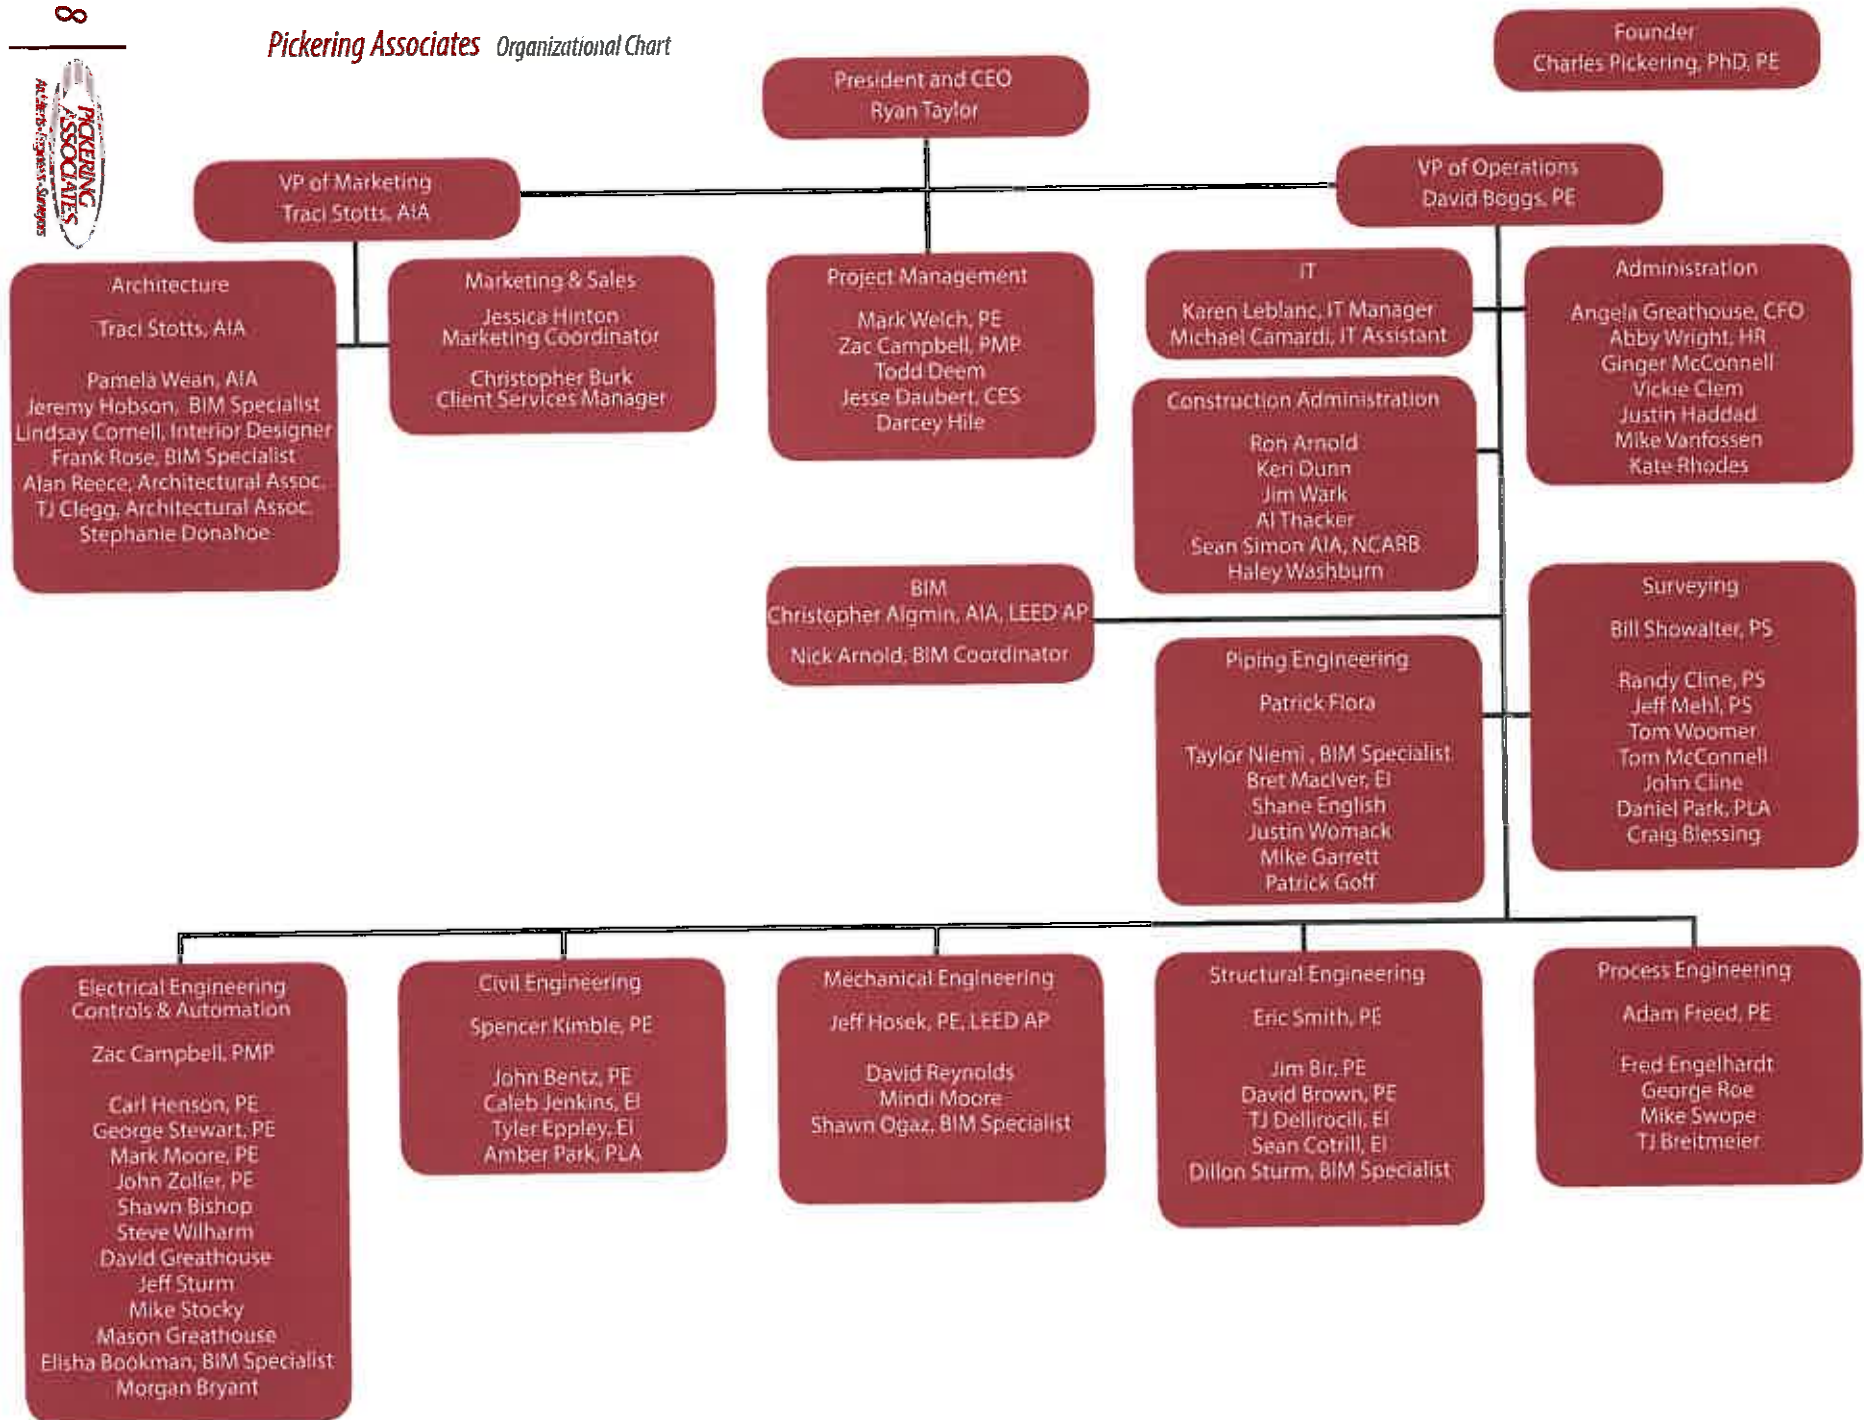 8
PICKERING
ASSOCIATES
Pickering Associates Organizational Chart
Founder
Charles Pickering, PhD, PE
President and CEO
Ryan Taylor
VP of Marketing
Traci Stotts, AIA
VP of Operations
David Boggs, PE
Architecture
Traci Stotts, AIA
Pamela Wean, AIA
Jeremy Hobson, BIM Specialist
Lindsay Cornell, Interior Designer
Frank Rose, BIM Specialist
Alan Reece, Architectural Assoc.
TJ Clegg, Architectural Assoc.
Stephanie Donahoe
Marketing & Sales
Jessica Hinton
Marketing Coordinator
Christopher Burk
Client Services Manager
Project Management
Mark Welch, PE
Zac Campbell, PMP
Todd Deem
Jesse Daubert, CES
Darcey Hile
IT
Karen Leblanc, IT Manager
Michael Camardi, IT Assistant
Administration
Angela Greathouse, CFO
Abby Wright, HR
Ginger McConnell
Vickie Clem
Justin Haddad
Mike Vanfossen
Kate Rhodes
Construction Administration
Ron Arnold
Keri Dunn
Jim Wark
Al Thacker
Sean Simon AIA, NCARB
Haley Washburn
BIM
Christopher Algmin, AIA, LEED AP
Nick Arnold, BIM Coordinator
Surveying
Bill Showalter, PS
Randy Cline, PS
Jeff Mehl, PS
Tom Woomer
Tom McConnell
John Cline
Daniel Park, PLA
Craig Blessing
Piping Engineering
Patrick Flora
Taylor Niemi , BIM Specialist
Bret MacIver, EI
Shane English
Justin Womack
Mike Garrett
Patrick Goff
Electrical Engineering
Controls & Automation
Zac Campbell, PMP
Carl Henson, PE
George Stewart, PE
Mark Moore, PE
John Zoller, PE
Shawn Bishop
Steve Wilharm
David Greathouse
Jeff Sturm
Mike Stocky
Mason Greathouse
Elisha Bookman, BIM Specialist
Morgan Bryant
Civil Engineering
Spencer Kimble, PE
John Bentz, PE
Caleb Jenkins, EI
Tyler Eppley, EI
Amber Park, PLA
Mechanical Engineering
Jeff Hosek, PE, LEED AP
David Reynolds
Mindi Moore
Shawn Ogaz, BIM Specialist
Structural Engineering
Eric Smith, PE
Jim Bir, PE
David Brown, PE
TJ Dellirocili, EI
Sean Cotrill, EI
Dillon Sturm, BIM Specialist
Process Engineering
Adam Freed, PE
Fred Engelhardt
George Roe
Mike Swope
TJ Breitmeier